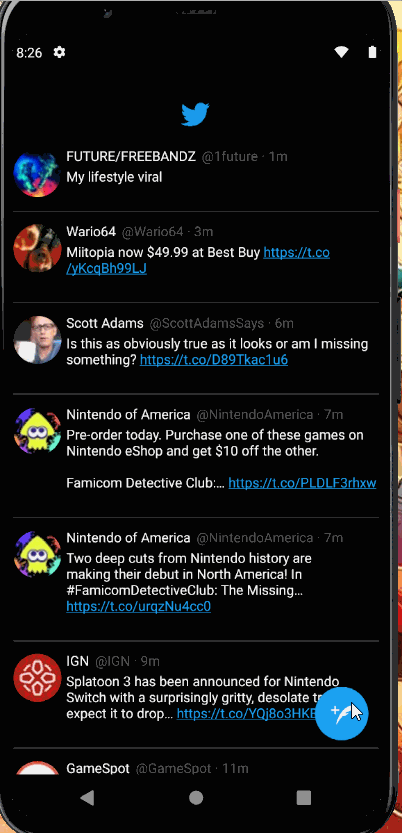 8:26
FUTURE/FREEBANDZ @1future · 1m
My lifestyle viral
Wario64 @Wario64 · 3m
Miitopia now $49.99 at Best Buy https://t.co
/yKcqBh99LJ
Scott Adams @ScottAdamsSays · 6m
Is this as obviously true as it looks or am I missing
something? https://t.co/D89Tkac1u6
Nintendo of America @NintendoAmerica · 7m
Pre-order today. Purchase one of these games on
Nintendo eShop and get $10 off the other.
Famicom Detective Club:… https://t.co/PLDLF3rhxw
Nintendo of America @NintendoAmerica · 7m
Two deep cuts from Nintendo history are
making their debut in North America! In
#FamicomDetectiveClub: The Missing…
https://t.co/urqzNu4cc0
IGN @IGN · 9m
Splatoon 3 has been announced for Nintendo
Switch with a surprisingly gritty, desolate
expect it to drop… https://t.co/YQj8o3HKE
GameSpot @GameSpot · 11m